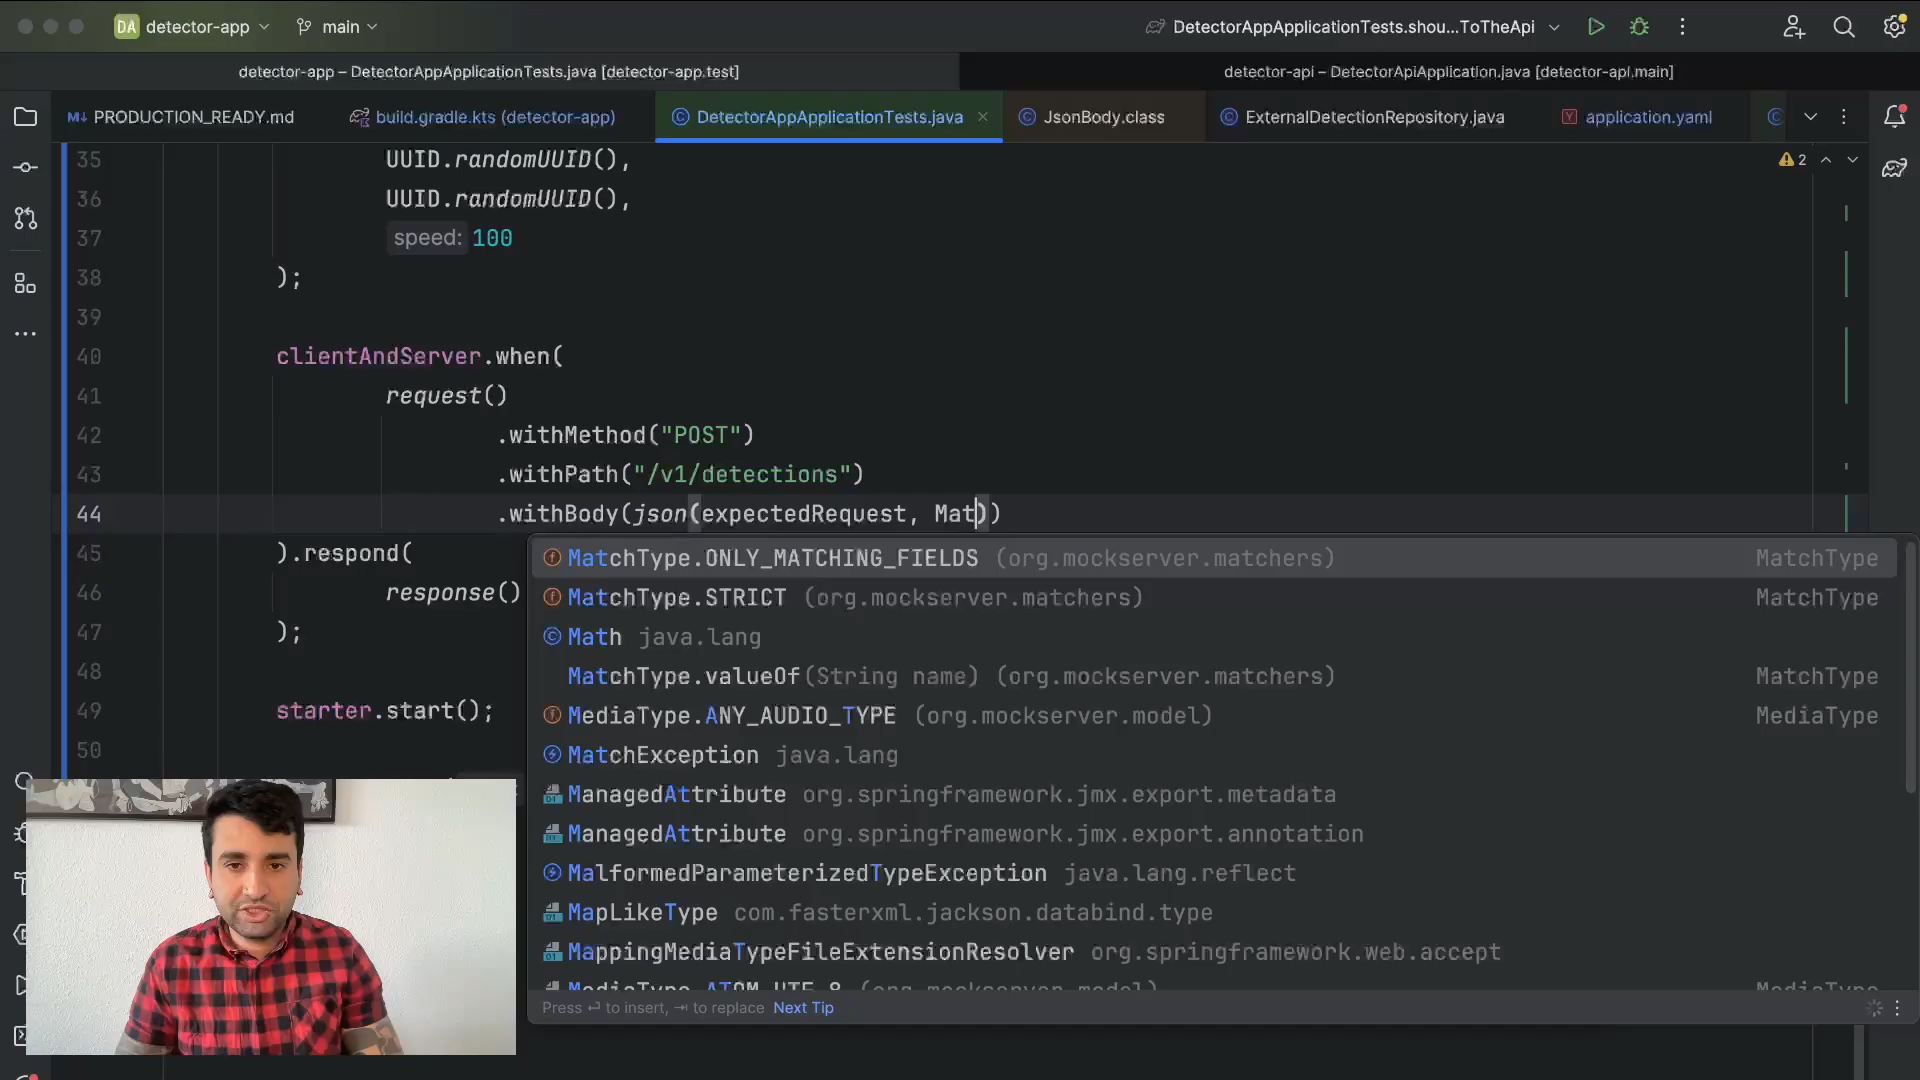 DA detector-app main DetectorAppApplicationTests.shou...ToTheApi
detector-app – DetectorAppApplicationTests.java [detector-app.test] detector-api – DetectorApiApplication.java [detector-api.main]
M↓ PRODUCTION_READY.md build.gradle.kts (detector-app) DetectorAppApplicationTests.java JsonBody.class ExternalDetectionRepository.java application.yaml
35 UUID.randomUUID(), 2
36 UUID.randomUUID(),
37 speed: 100
38 );
39
40 clientAndServer.when(
41 request()
42 .withMethod("POST")
43 .withPath("/v1/detections")
44 .withBody(json(expectedRequest, Mat))
45 ).respond(
46 response()
47 );
48
49 starter.start();
50
MatchType.ONLY_MATCHING_FIELDS (org.mockserver.matchers) MatchType
MatchType.STRICT (org.mockserver.matchers) MatchType
Math java.lang
MatchType.valueOf(String name) (org.mockserver.matchers) MatchType
MediaType.ANY_AUDIO_TYPE (org.mockserver.model) MediaType
MatchException java.lang
ManagedAttribute org.springframework.jmx.export.metadata
ManagedAttribute org.springframework.jmx.export.annotation
MalformedParameterizedTypeException java.lang.reflect
MapLikeType com.fasterxml.jackson.databind.type
MappingMediaTypeFileExtensionResolver org.springframework.web.accept
MediaType.ATOM_UTF_8 (org.mockserver.model) MediaType
Press ↩ to insert, ⇥ to replace Next Tip